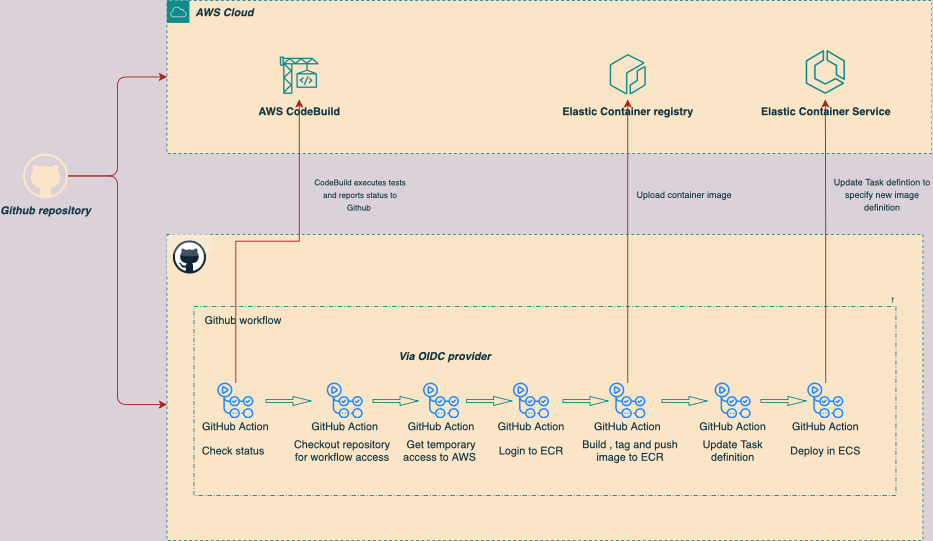 AWS Cloud
AWS CodeBuild
Elastic Container registry
Elastic Container Service
Github repository
CodeBuild executes tests
and reports status to
Github
Upload container image
Update Task defintion to
specify new image
definition
r
Github workflow
Via OIDC provider
GitHub Action
Check status
GitHub Action
Checkout repository
for workflow access
GitHub Action
Get temporary
access to AWS
GitHub Action
Login to ECR
GitHub Action
Build , tag and push
image to ECR
GitHub Action
Update Task
definition
GitHub Action
Deploy in ECS